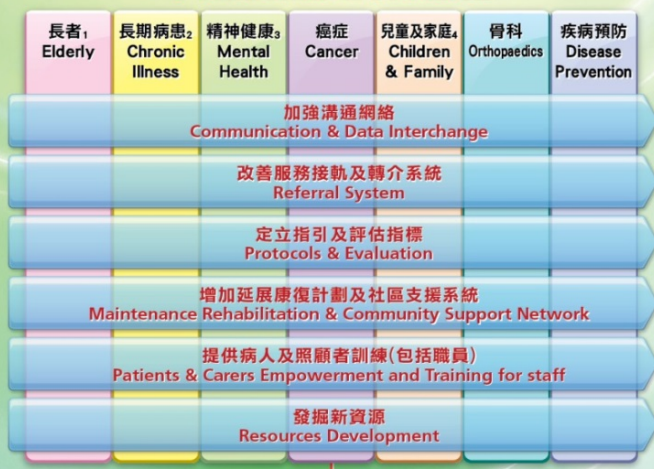 長者1
Elderly
長期病患2
Chronic
Illness
精神健康3
Mental
Health
癌症
Cancer
兒童及家庭4
Children
& Family
骨科
Orthopaedics
疾病預防
Disease
Prevention
加強溝通網絡
Communication & Data Interchange
改善服務接軌及轉介系統
Referral System
定立指引及評估指標
Protocols & Evaluation
增加延展康復計劃及社區支援系統
Maintenance Rehabilitation & Community Support Network
提供病人及照顧者訓練(包括職員)
Patients & Carers Empowerment and Training for staff
發掘新資源
Resources Development